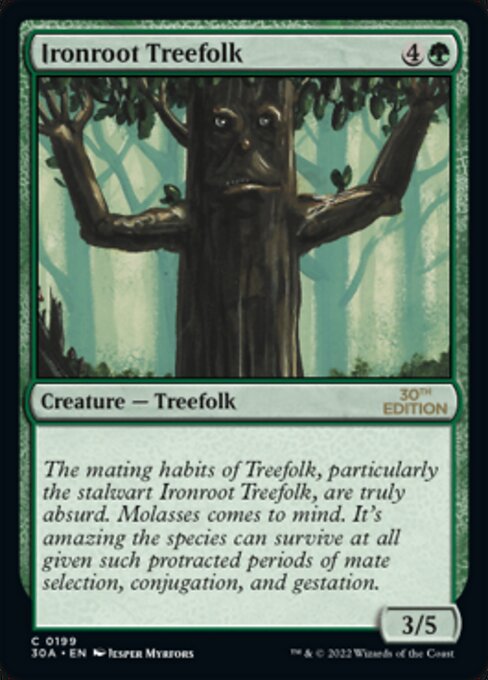 Ironroot Treefolk 4
Creature — Treefolk
30TH
EDITION
The mating habits of Treefolk, particularly
the stalwart Ironroot Treefolk, are truly
absurd. Molasses comes to mind. It's
amazing the species can survive at all
given such protracted periods of mate
selection, conjugation, and gestation.
3/5
C 0199
30A • EN Jesper Myrfors
™ & © 2022 Wizards of the Coast